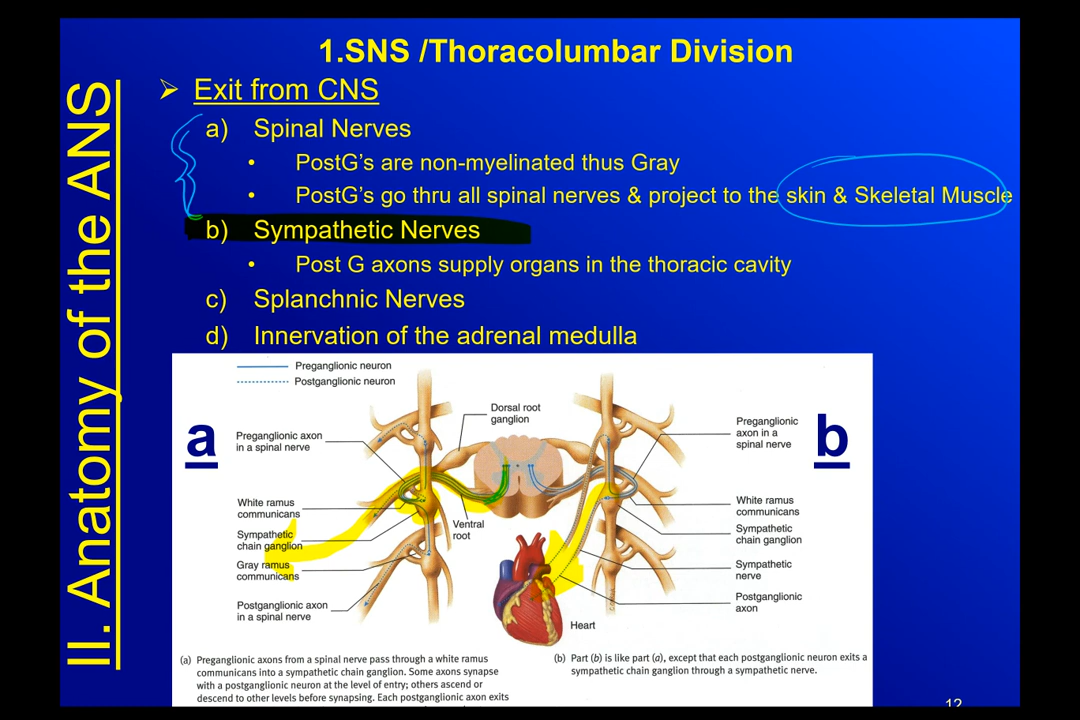 1.SNS /Thoracolumbar Division
II. Anatomy of the ANS
Exit from CNS
a) Spinal Nerves
• PostG's are non-myelinated thus Gray
• PostG's go thru all spinal nerves & project to the skin & Skeletal Muscle
b) Sympathetic Nerves
• Post G axons supply organs in the thoracic cavity
c) Splanchnic Nerves
d) Innervation of the adrenal medulla
Preganglionic neuron
Postganglionic neuron
a
Preganglionic axon
in a spinal nerve
White ramus
communicans
Sympathetic
chain ganglion
Gray ramus
communicans
Postganglionic axon
in a spinal nerve
Dorsal root
ganglion
Ventral
root
Heart
b
Preganglionic
axon in a
spinal nerve
White ramus
communicans
Sympathetic
chain ganglion
Sympathetic
nerve
Postganglionic
axon
(a) Preganglionic axons from a spinal nerve pass through a white ramus
communicans into a sympathetic chain ganglion. Some axons synapse
with a postganglionic neuron at the level of entry; others ascend or
descend to other levels before synapsing. Each postganglionic axon exits
(b) Part (b) is like part (a), except that each postganglionic neuron exits a
sympathetic chain ganglion through a sympathetic nerve.
12